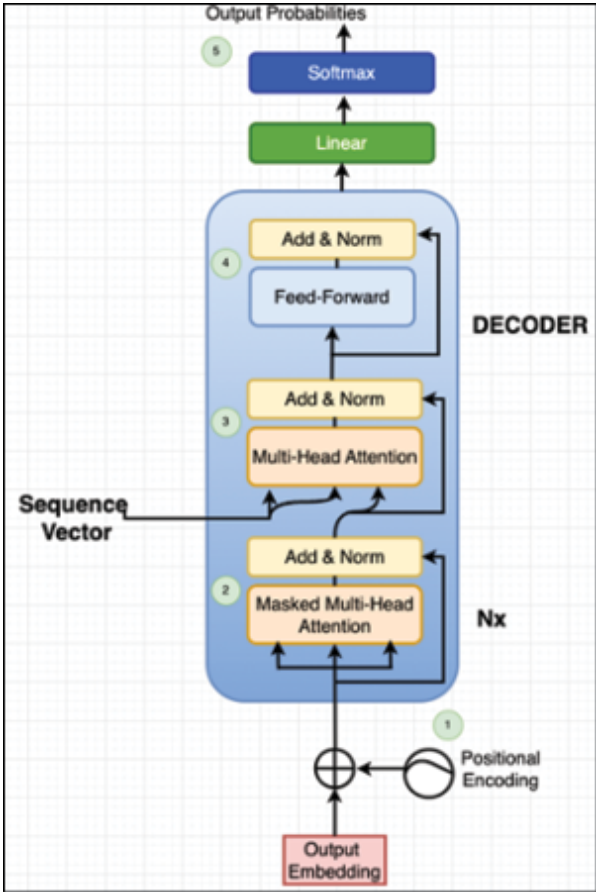 Output Probabilities
5
Softmax
Linear
Add & Norm
4
Feed-Forward
DECODER
Add & Norm
3
Multi-Head Attention
Sequence
Vector
Add & Norm
2
Masked Multi-Head
Attention
Nx
1
Positional
Encoding
Output
Embedding